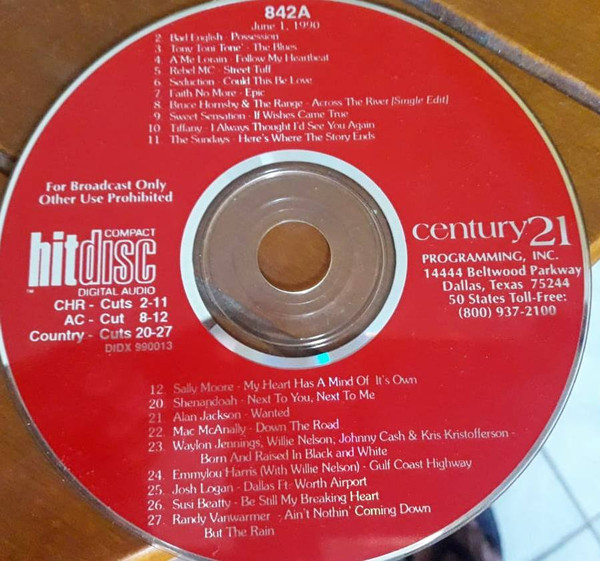 842A
June 1, 1990
2. Bad English - Possession
3. Tony Toni Tone' - The Blues
4. A'Me Lorain - Follow My Heartbeat
5. Rebel MC - Street Tuff
6. Seduction - Could This Be Love
7. Faith No More - Epic
8. Bruce Hornsby & The Range - Across The River [Single Edit]
9. Sweet Sensation - If Wishes Came True
10. Tiffany - I Always Thought I'd See You Again
11. The Sundays - Here's Where The Story Ends
For Broadcast Only
Other Use Prohibited
COMPACT
hitdisc
TM
DIGITAL AUDIO
CHR - Cuts 2-11
AC - Cut 8-12
Country - Cuts 20-27
DIDX 990013
century 21
PROGRAMMING, INC.
14444 Beltwood Parkway
Dallas, Texas 75244
50 States Toll-Free:
(800) 937-2100
12. Sally Moore - My Heart Has A Mind Of It's Own
20. Shenandoah - Next To You, Next To Me
21. Alan Jackson - Wanted
22. Mac McAnally - Down The Road
23. Waylon Jennings, Willie Nelson, Johnny Cash & Kris Kristofferson -
Born And Raised In Black and White
24. Emmylou Harris (With Willie Nelson) - Gulf Coast Highway
25. Josh Logan - Dallas Ft. Worth Airport
26. Susi Beatty - Be Still My Breaking Heart
27. Randy Vanwarmer - Ain't Nothin' Coming Down
But The Rain